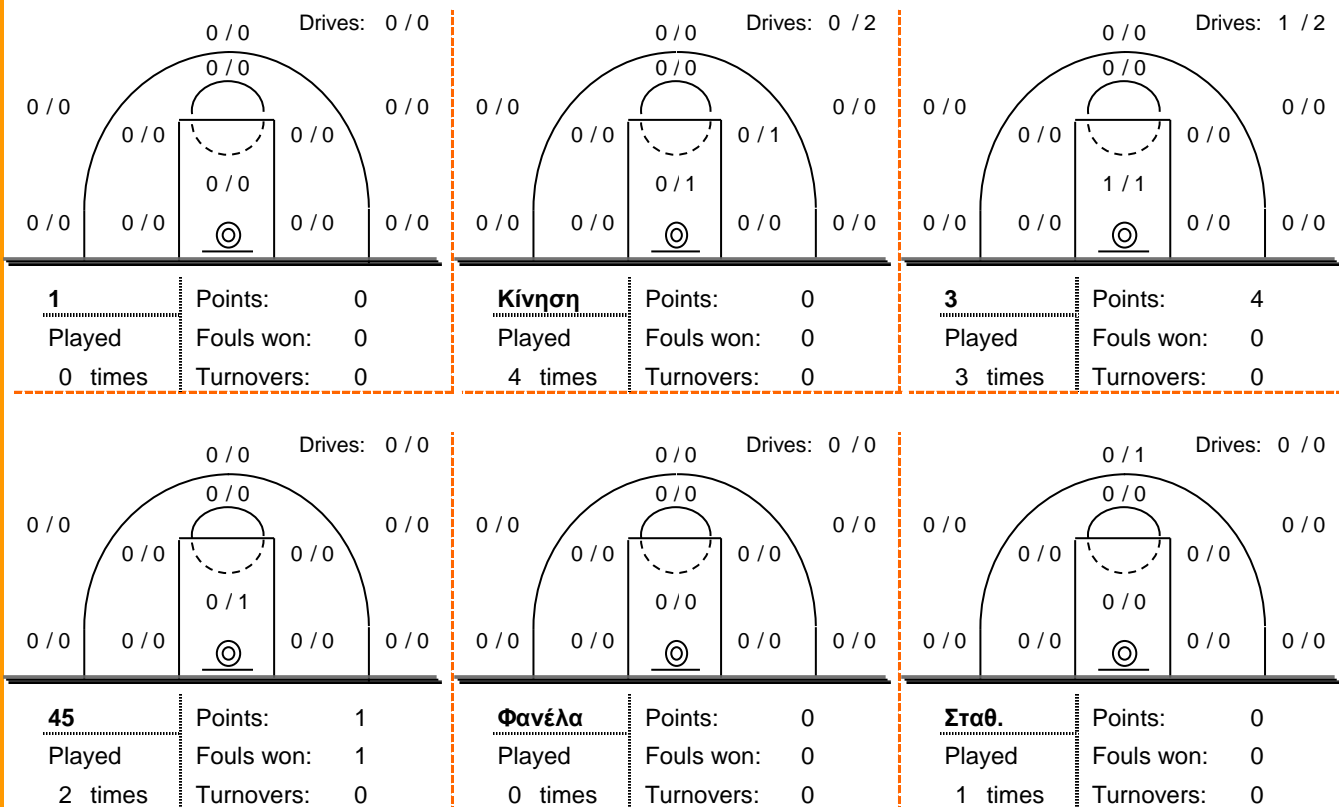 0 / 0 Drives: 0 / 0
0 / 0
0 / 0 0 / 0
0 / 0 0 / 0
0 / 0
0 / 0 0 / 0 0 / 0 0 / 0
1 Points: 0
Played Fouls won: 0
0 times Turnovers: 0
0 / 0 Drives: 0 / 2
0 / 0
0 / 0 0 / 0
0 / 0 0 / 1
0 / 1
0 / 0 0 / 0 0 / 0 0 / 0
Κίνηση Points: 0
Played Fouls won: 0
4 times Turnovers: 0
0 / 0 Drives: 1 / 2
0 / 0
0 / 0 0 / 0
0 / 0 0 / 0
1 / 1
0 / 0 0 / 0 0 / 0 0 / 0
3 Points: 4
Played Fouls won: 0
3 times Turnovers: 0
0 / 0 Drives: 0 / 0
0 / 0
0 / 0 0 / 0
0 / 0 0 / 0
0 / 1
0 / 0 0 / 0 0 / 0 0 / 0
45 Points: 1
Played Fouls won: 1
2 times Turnovers: 0
0 / 0 Drives: 0 / 0
0 / 0
0 / 0 0 / 0
0 / 0 0 / 0
0 / 0
0 / 0 0 / 0 0 / 0 0 / 0
Φανέλα Points: 0
Played Fouls won: 0
0 times Turnovers: 0
0 / 1 Drives: 0 / 0
0 / 0
0 / 0 0 / 0
0 / 0 0 / 0
0 / 0
0 / 0 0 / 0 0 / 0 0 / 0
Σταθ. Points: 0
Played Fouls won: 0
1 times Turnovers: 0